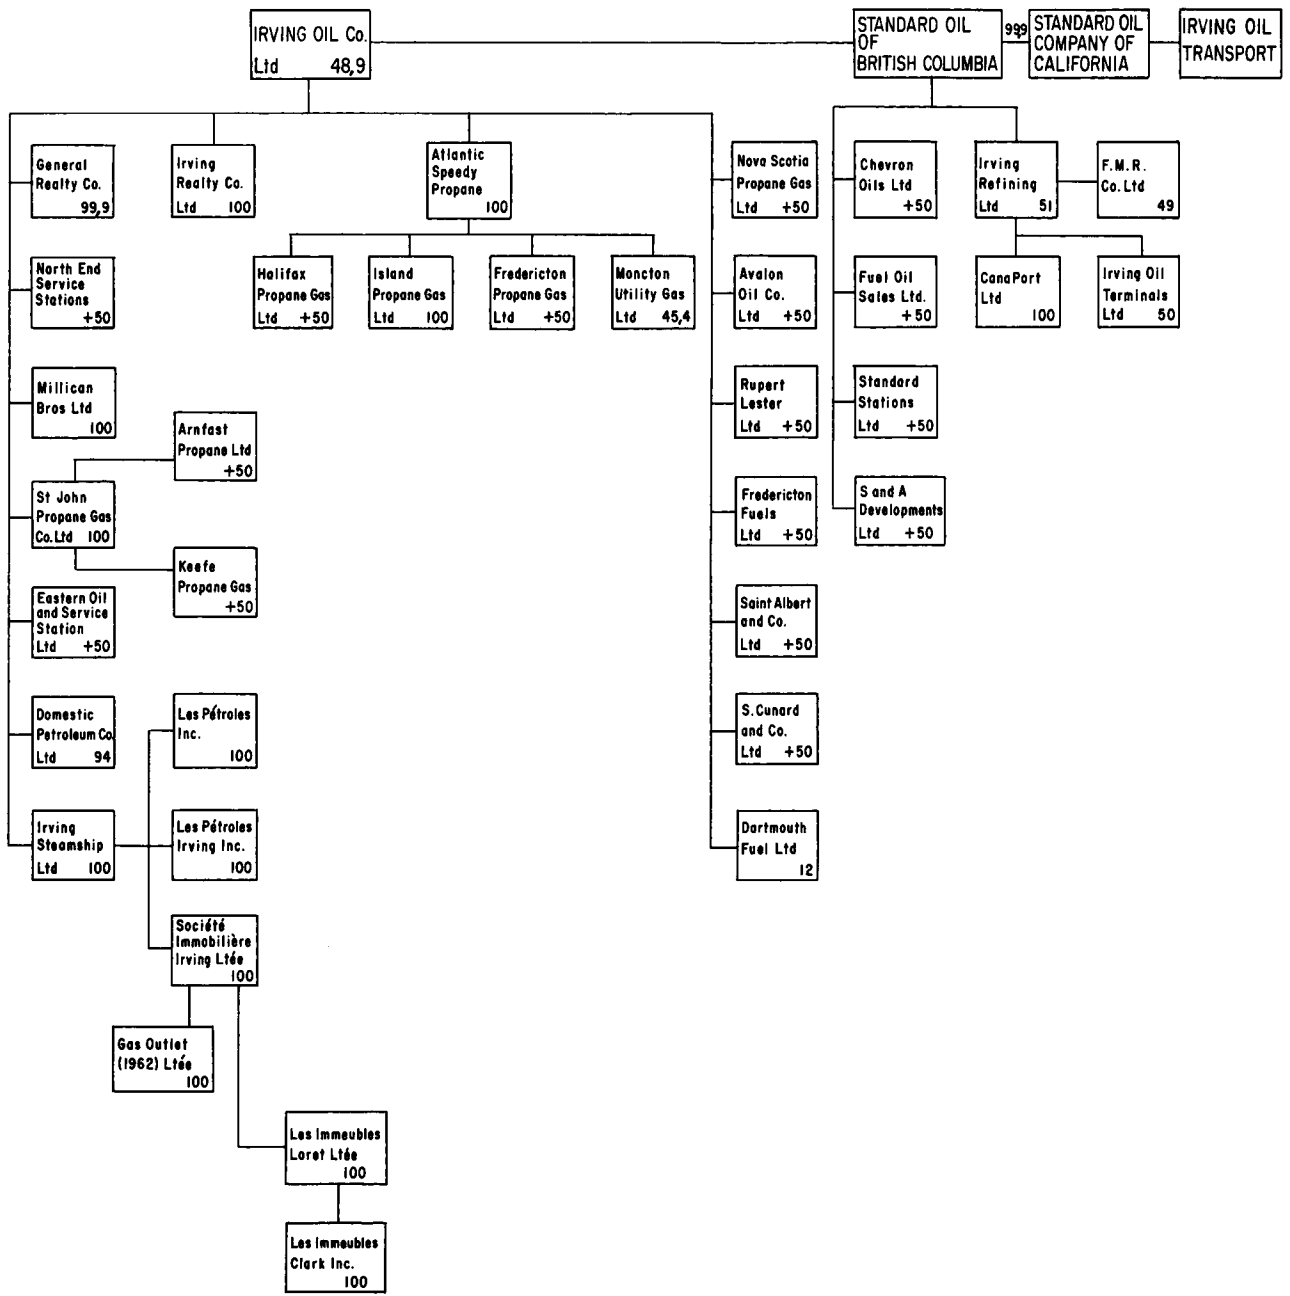 IRVING OIL Co.
Ltd 48,9
STANDARD OIL
OF
BRITISH COLUMBIA
99,9
STANDARD OIL
COMPANY OF
CALIFORNIA
IRVING OIL
TRANSPORT
General
Realty Co.
99,9
Irving
Realty Co.
Ltd 100
Atlantic
Speedy
Propane
100
Nova Scotia
Propane Gas
Ltd +50
Chevron
Oils Ltd
+50
Irving
Refining
Ltd 51
F.M.R.
Co.Ltd
49
North End
Service
Stations
+50
Halifax
Propane Gas
Ltd +50
Island
Propane Gas
Ltd 100
Fredericton
Propane Gas
Ltd +50
Moncton
Utility Gas
Ltd 45,4
Avalon
Oil Co.
Ltd +50
Fuel Oil
Sales Ltd.
+50
CanaPort
Ltd
100
Irving Oil
Terminals
Ltd 50
Millican
Bros Ltd
100
Rupert
Lester
Ltd +50
Standard
Stations
Ltd +50
Arnfast
Propane Ltd
+50
St John
Propane Gas
Co.Ltd 100
Fredericton
Fuels
Ltd +50
S and A
Developments
Ltd +50
Keefe
Propane Gas
+50
Eastern Oil
and Service
Station
Ltd +50
Saint Albert
and Co.
Ltd +50
Domestic
Petroleum Co.
Ltd 94
Les Pétroles
Inc.
100
S.Cunard
and Co.
Ltd +50
Irving
Steamship
Ltd 100
Les Pétroles
Irving Inc.
100
Dartmouth
Fuel Ltd
12
Société
Immobilière
Irving Ltée
100
Gas Outlet
(1962) Ltée
100
Les Immeubles
Loret Ltée
100
Les Immeubles
Clark Inc.
100